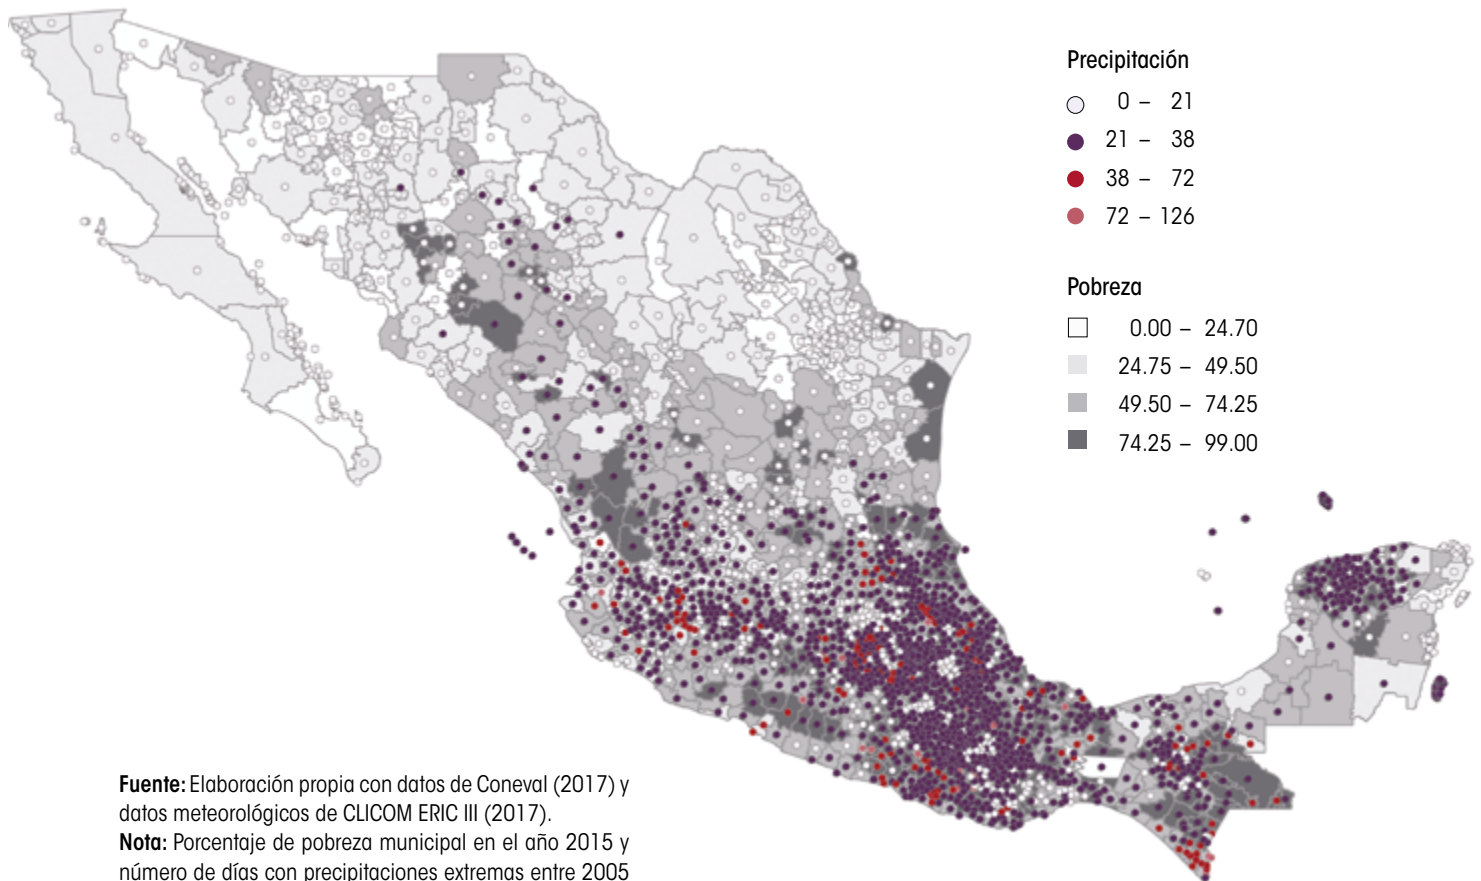 Precipitación
0 – 21
21 – 38
38 – 72
72 – 126
Pobreza
0.00 – 24.70
24.75 – 49.50
49.50 – 74.25
74.25 – 99.00
Fuente: Elaboración propia con datos de Coneval (2017) y
datos meteorológicos de CLICOM ERIC III (2017).
Nota: Porcentaje de pobreza municipal en el año 2015 y
número de días con precipitaciones extremas entre 2005